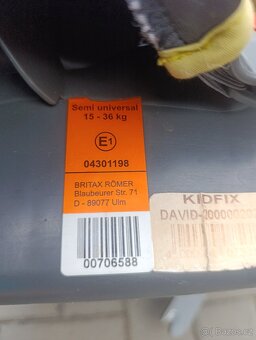 Semi universal
15 - 36 kg
E1
04301198
BRITAX RÖMER
Blaubeurer Str. 71
D - 89077 Ulm
00706588
KIDFIX